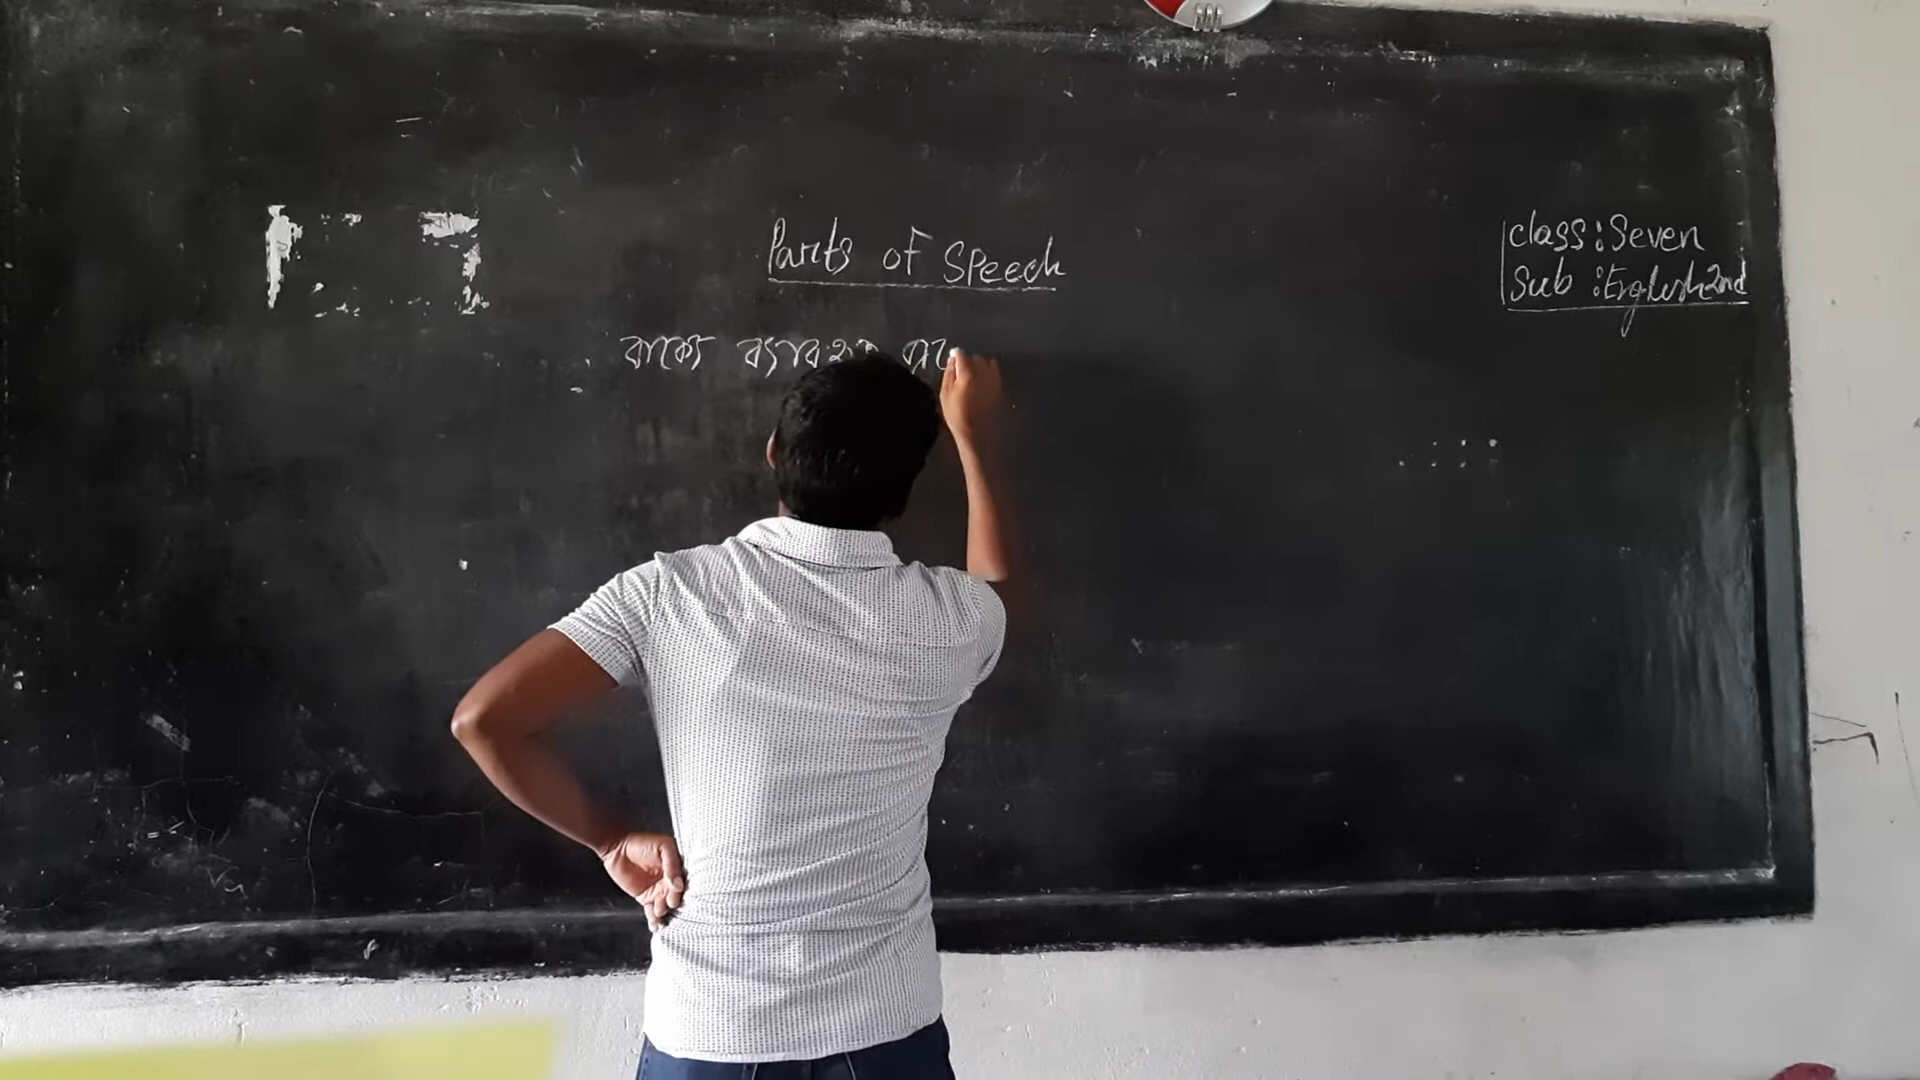 Parts of Speech
class: Seven
Sub : English 2nd
বাক্যে ব্যবহৃত